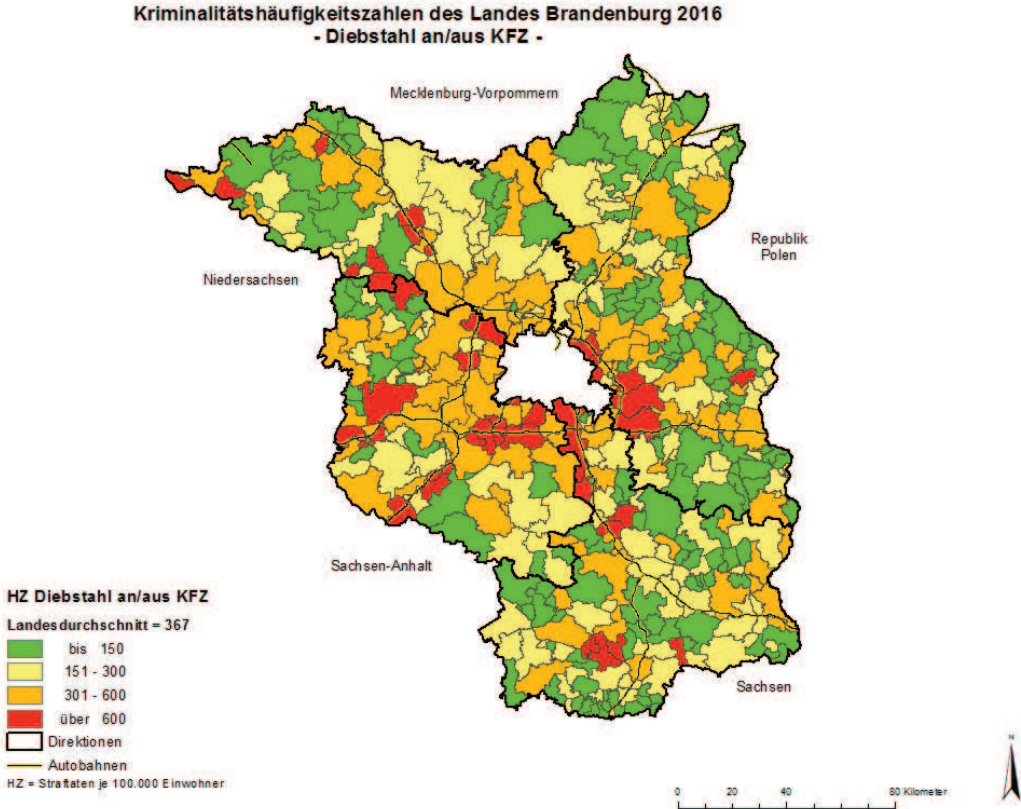 Kriminalitätshäufigkeitszahlen des Landes Brandenburg 2016
- Diebstahl an/aus KFZ -
Mecklenburg-Vorpommern
Republik
Polen
Niedersachsen
Sachsen-Anhalt
Sachsen
HZ Diebstahl an/aus KFZ
Landesdurchschnitt = 367
bis 150
151 - 300
301 - 600
über 600
Direktionen
Autobahnen
HZ = Straftaten je 100.000 Einwohner
N
0 20 40 80 Kilometer